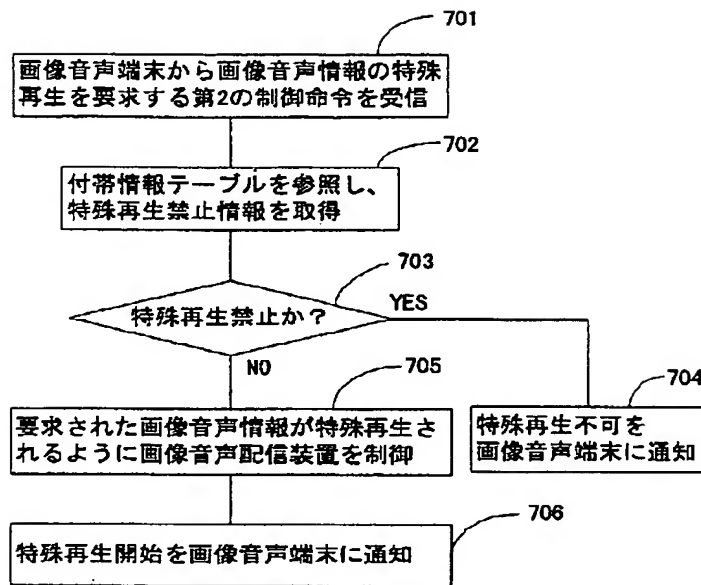 701
画像音声端末から画像音声情報の特殊
再生を要求する第2の制御命令を受信
702
付帯情報テーブルを参照し、
特殊再生禁止情報を取得
703
特殊再生禁止か？
YES
NO
705
704
要求された画像音声情報が特殊再生さ
れるように画像音声配信装置を制御
特殊再生不可を
画像音声端末に通知
706
特殊再生開始を画像音声端末に通知